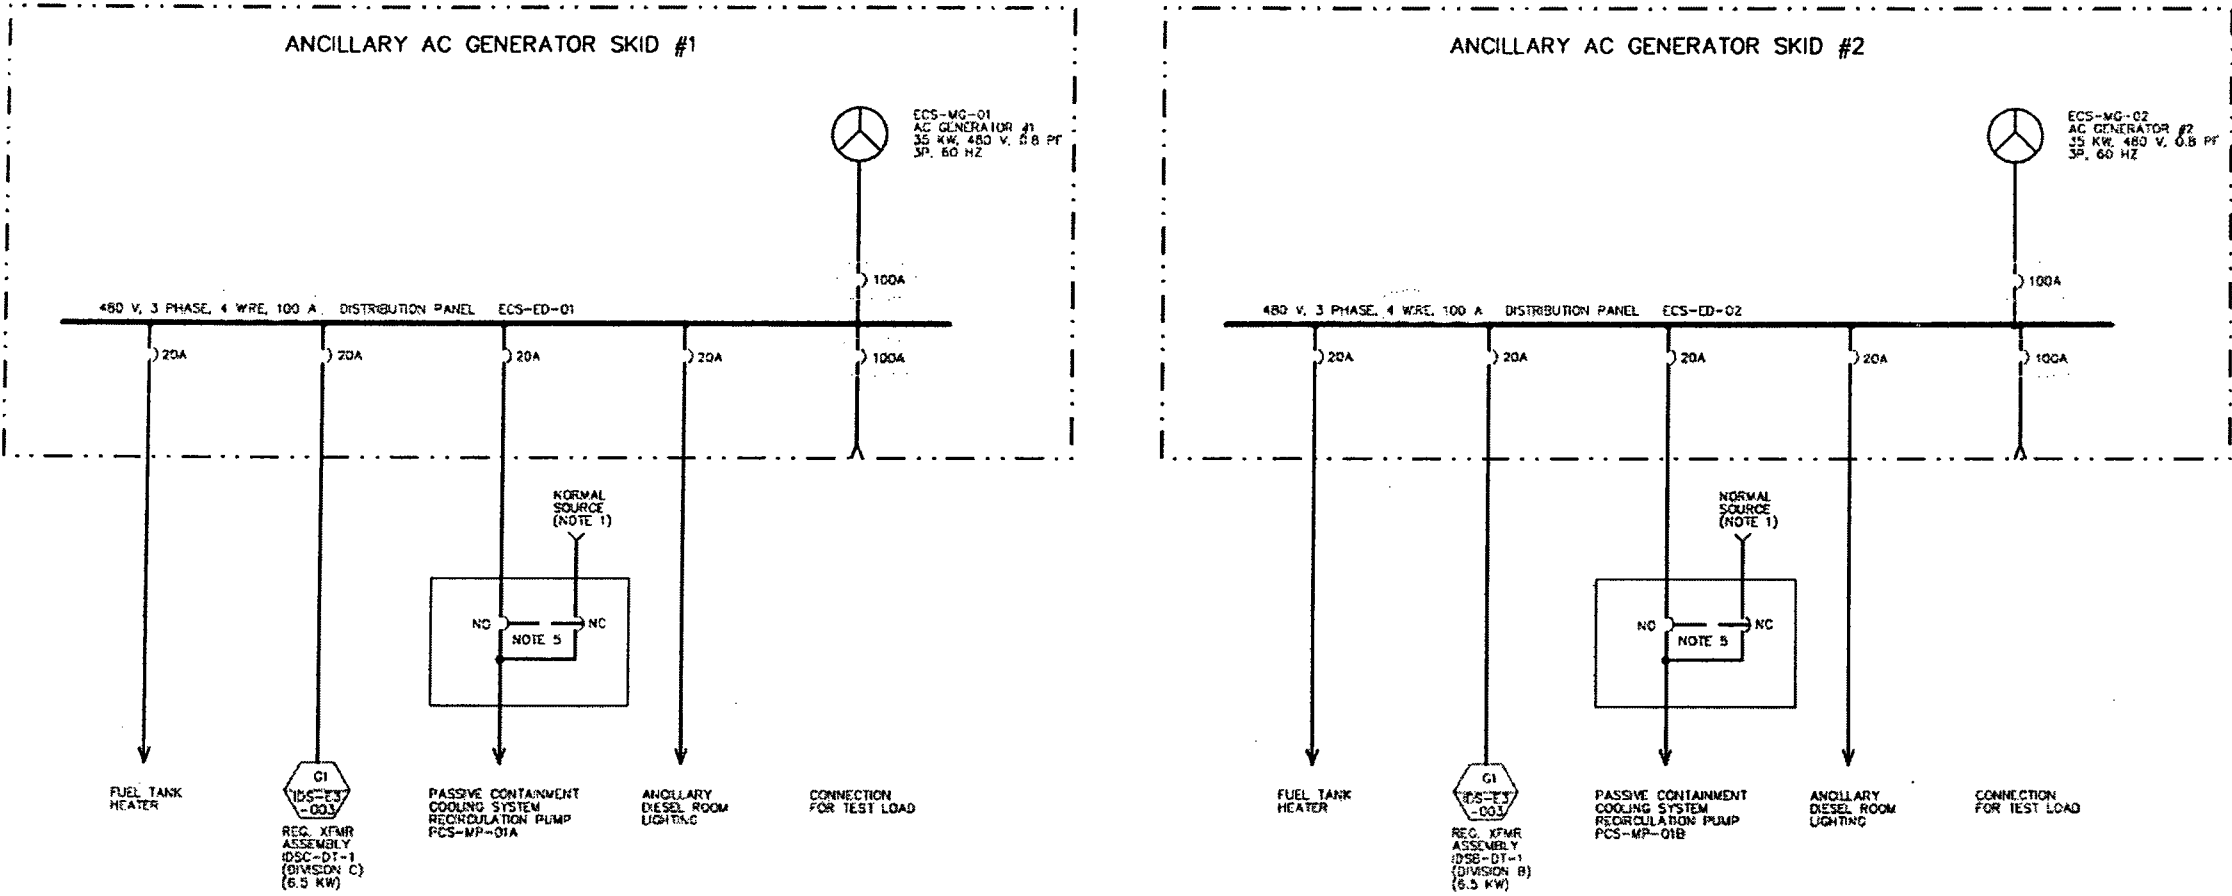 ANCILLARY AC GENERATOR SKID #1
ECS-MG-01
AC GENERATOR #1
35 KW, 480 V, 0.8 PF
3P, 60 HZ
100A
480 V, 3 PHASE, 4 WIRE, 100 A DISTRIBUTION PANEL ECS-ED-01
20A
20A
20A
20A
100A
NORMAL
SOURCE
(NOTE 1)
NO
NC
NOTE 5
FUEL TANK
HEATER
G1
IDS-E3
-003
REG. XFMR
ASSEMBLY
IDSC-DT-1
(DIVISION C)
(6.5 KW)
PASSIVE CONTAINMENT
COOLING SYSTEM
RECIRCULATION PUMP
PCS-MP-01A
ANCILLARY
DIESEL ROOM
LIGHTING
CONNECTION
FOR TEST LOAD
ANCILLARY AC GENERATOR SKID #2
ECS-MG-02
AC GENERATOR #2
35 KW, 480 V, 0.8 PF
3P, 60 HZ
100A
480 V, 3 PHASE, 4 WIRE, 100 A DISTRIBUTION PANEL ECS-ED-02
20A
20A
20A
20A
100A
NORMAL
SOURCE
(NOTE 1)
NO
NC
NOTE 5
FUEL TANK
HEATER
G1
IDS-E3
-003
REG. XFMR
ASSEMBLY
IDSB-DT-1
(DIVISION B)
(6.5 KW)
PASSIVE CONTAINMENT
COOLING SYSTEM
RECIRCULATION PUMP
PCS-MP-01B
ANCILLARY
DIESEL ROOM
LIGHTING
CONNECTION
FOR TEST LOAD